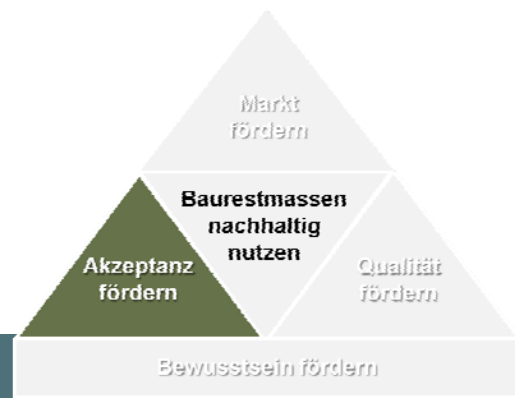 Markt
fördern
Baurestmassen
nachhaltig
nutzen
Akzeptanz
fördern
Qualität
fördern
Bewusstsein fördern